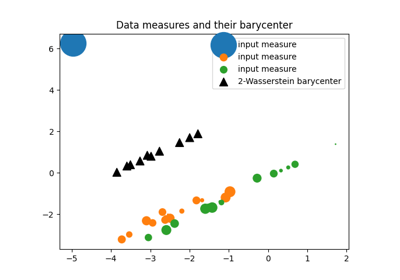 Data measures and their barycenter
input measure
input measure
input measure
2-Wasserstein barycenter
6
4
2
0
−2
−5 −4 −3 −2 −1 0 1 2